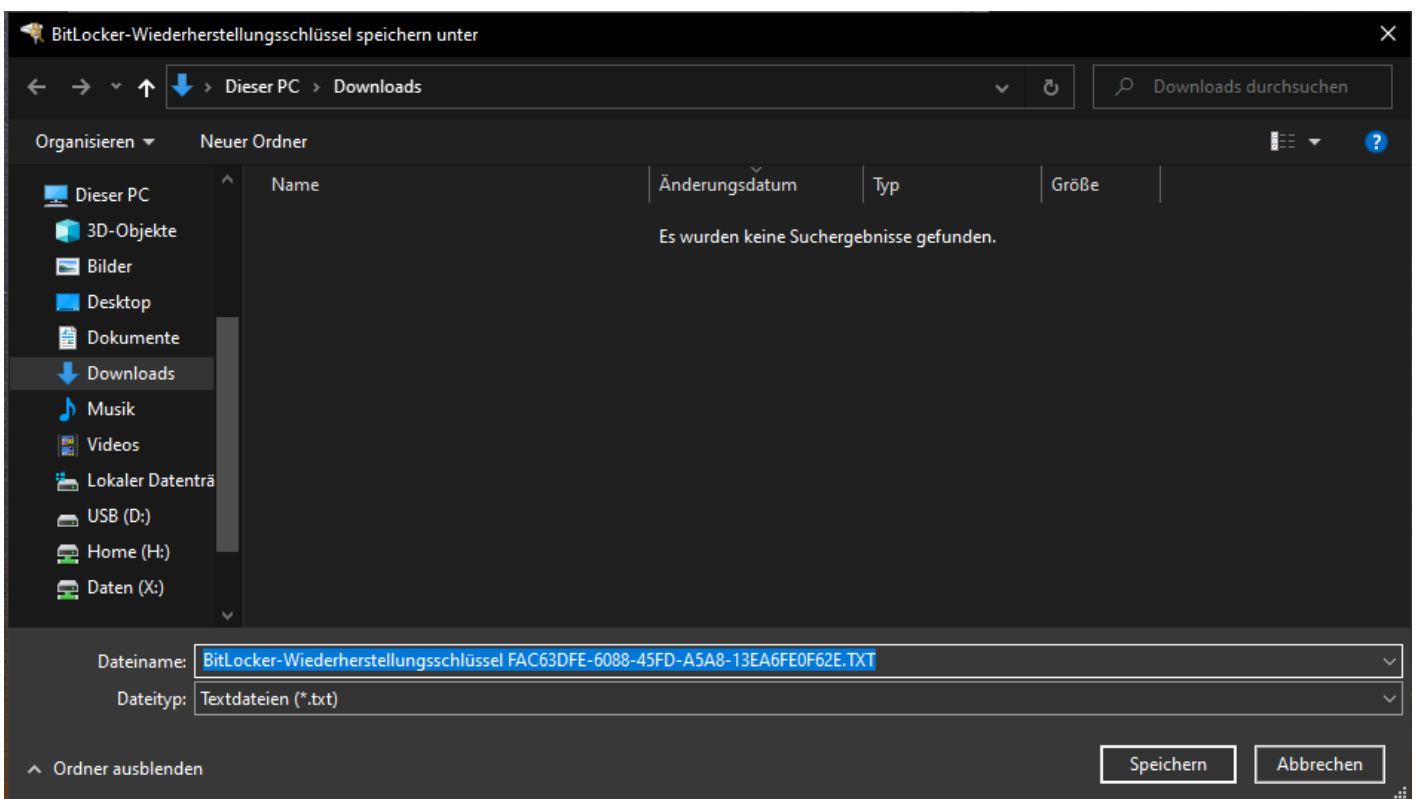 BitLocker-Wiederherstellungsschlüssel speichern unter
Dieser PC > Downloads
Downloads durchsuchen
Organisieren
Neuer Ordner
Name
Änderungsdatum
Typ
Größe
Es wurden keine Suchergebnisse gefunden.
Dieser PC
3D-Objekte
Bilder
Desktop
Dokumente
Downloads
Musik
Videos
Lokaler Datenträ
USB (D:)
Home (H:)
Daten (X:)
Dateiname: BitLocker-Wiederherstellungsschlüssel FAC63DFE-6088-45FD-A5A8-13EA6FE0F62E.TXT
Dateityp: Textdateien (*.txt)
Ordner ausblenden
Speichern
Abbrechen